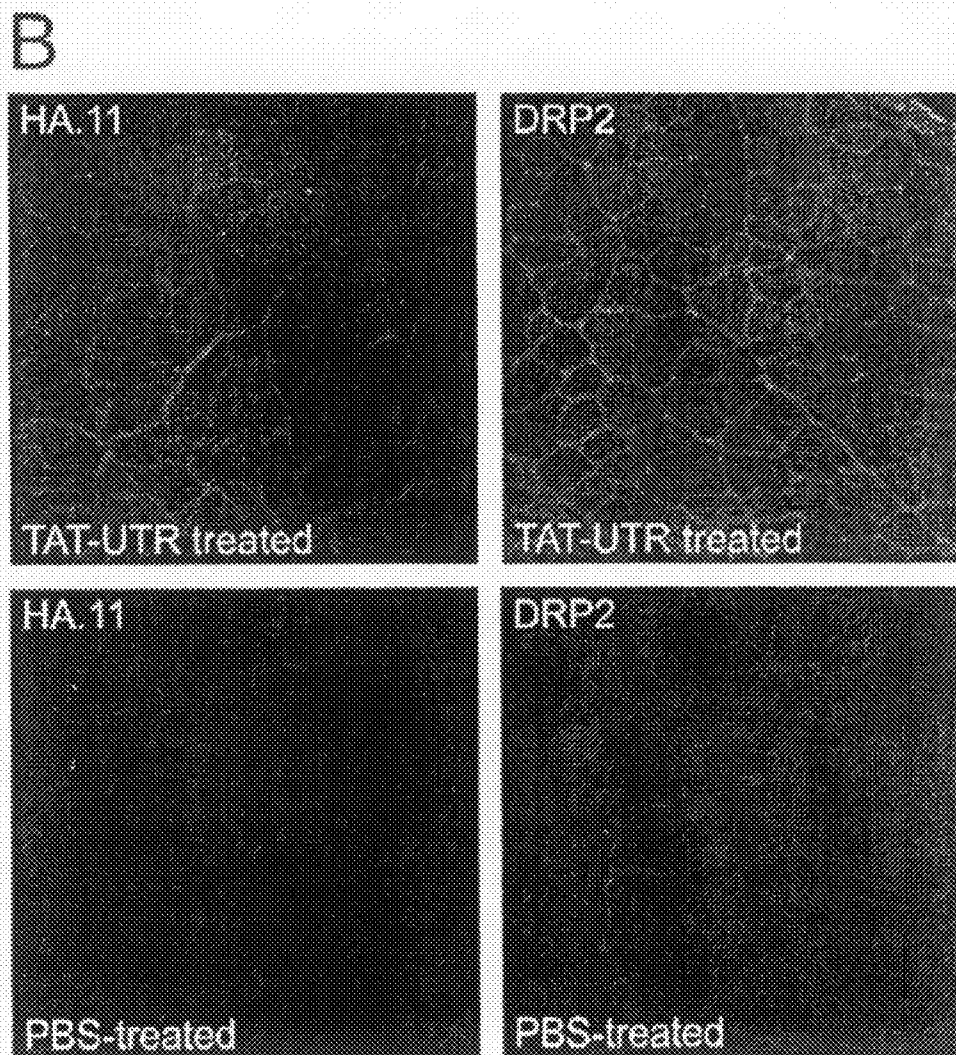 B
HA.11
DRP2
TAT-UTR treated
TAT-UTR treated
HA.11
DRP2
PBS-treated
PBS-treated